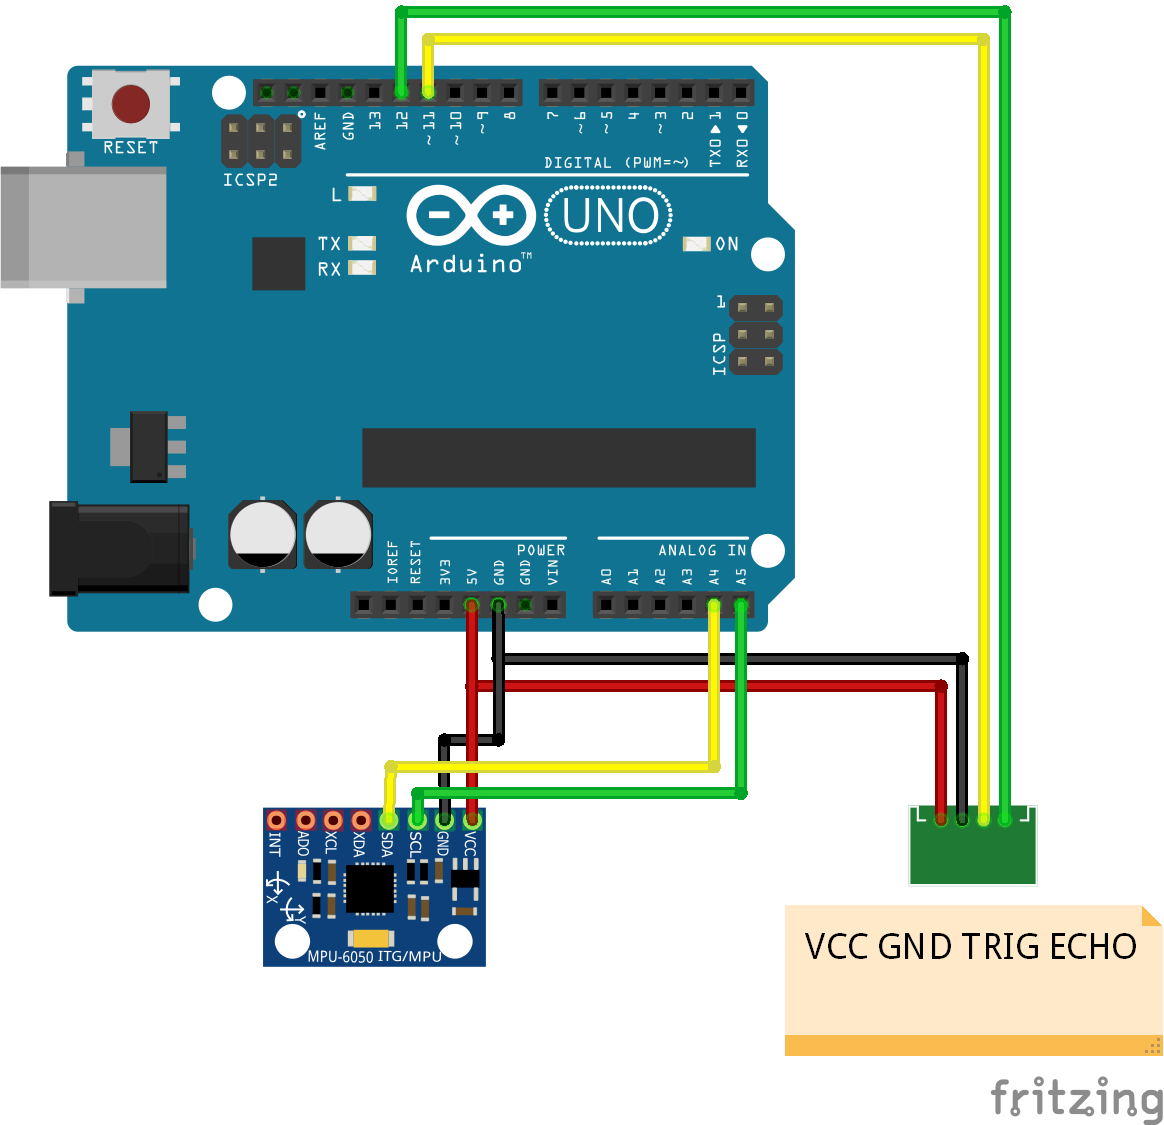 RESET
ICSP2
AREF
GND
13
12
~11
~10
~9
8
7
~6
~5
4
~3
2
TX0▶1
RX0◀0
DIGITAL (PWM=~)
L
TX
RX
UNO
Arduino™
ON
1
ICSP
IOREF
RESET
3V3
5V
GND
GND
VIN
POWER
ANALOG IN
A0
A1
A2
A3
A4
A5
INT
ADO
XCL
XDA
SDA
SCL
GND
VCC
X
Y
MPU-6050 ITG/MPU
VCC GND TRIG ECHO
fritzing